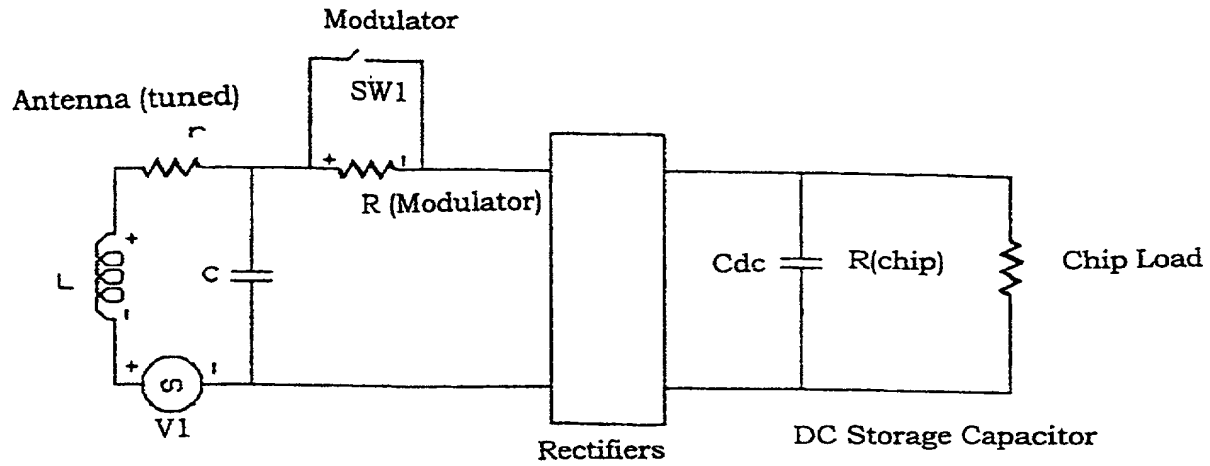 Modulator
SW1
Antenna (tuned)
r
+ -
R (Modulator)
+
L
-
C
+ -
S
V1
Rectifiers
Cdc
R(chip)
Chip Load
DC Storage Capacitor